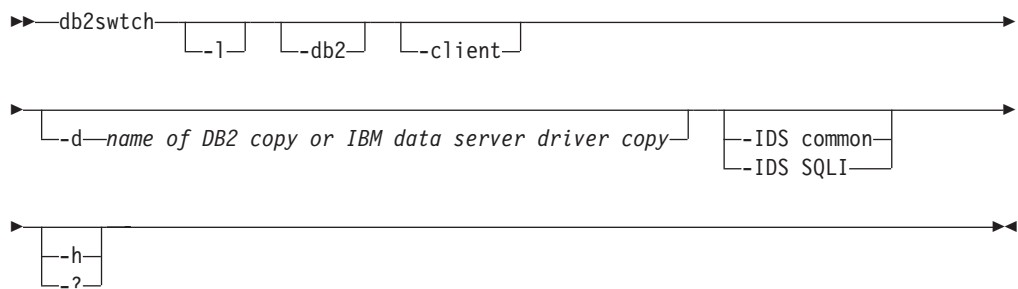 db2swtch
-l -db2 -client
-d name of DB2 copy or IBM data server driver copy -IDS common
-IDS SQLI
-h
-?